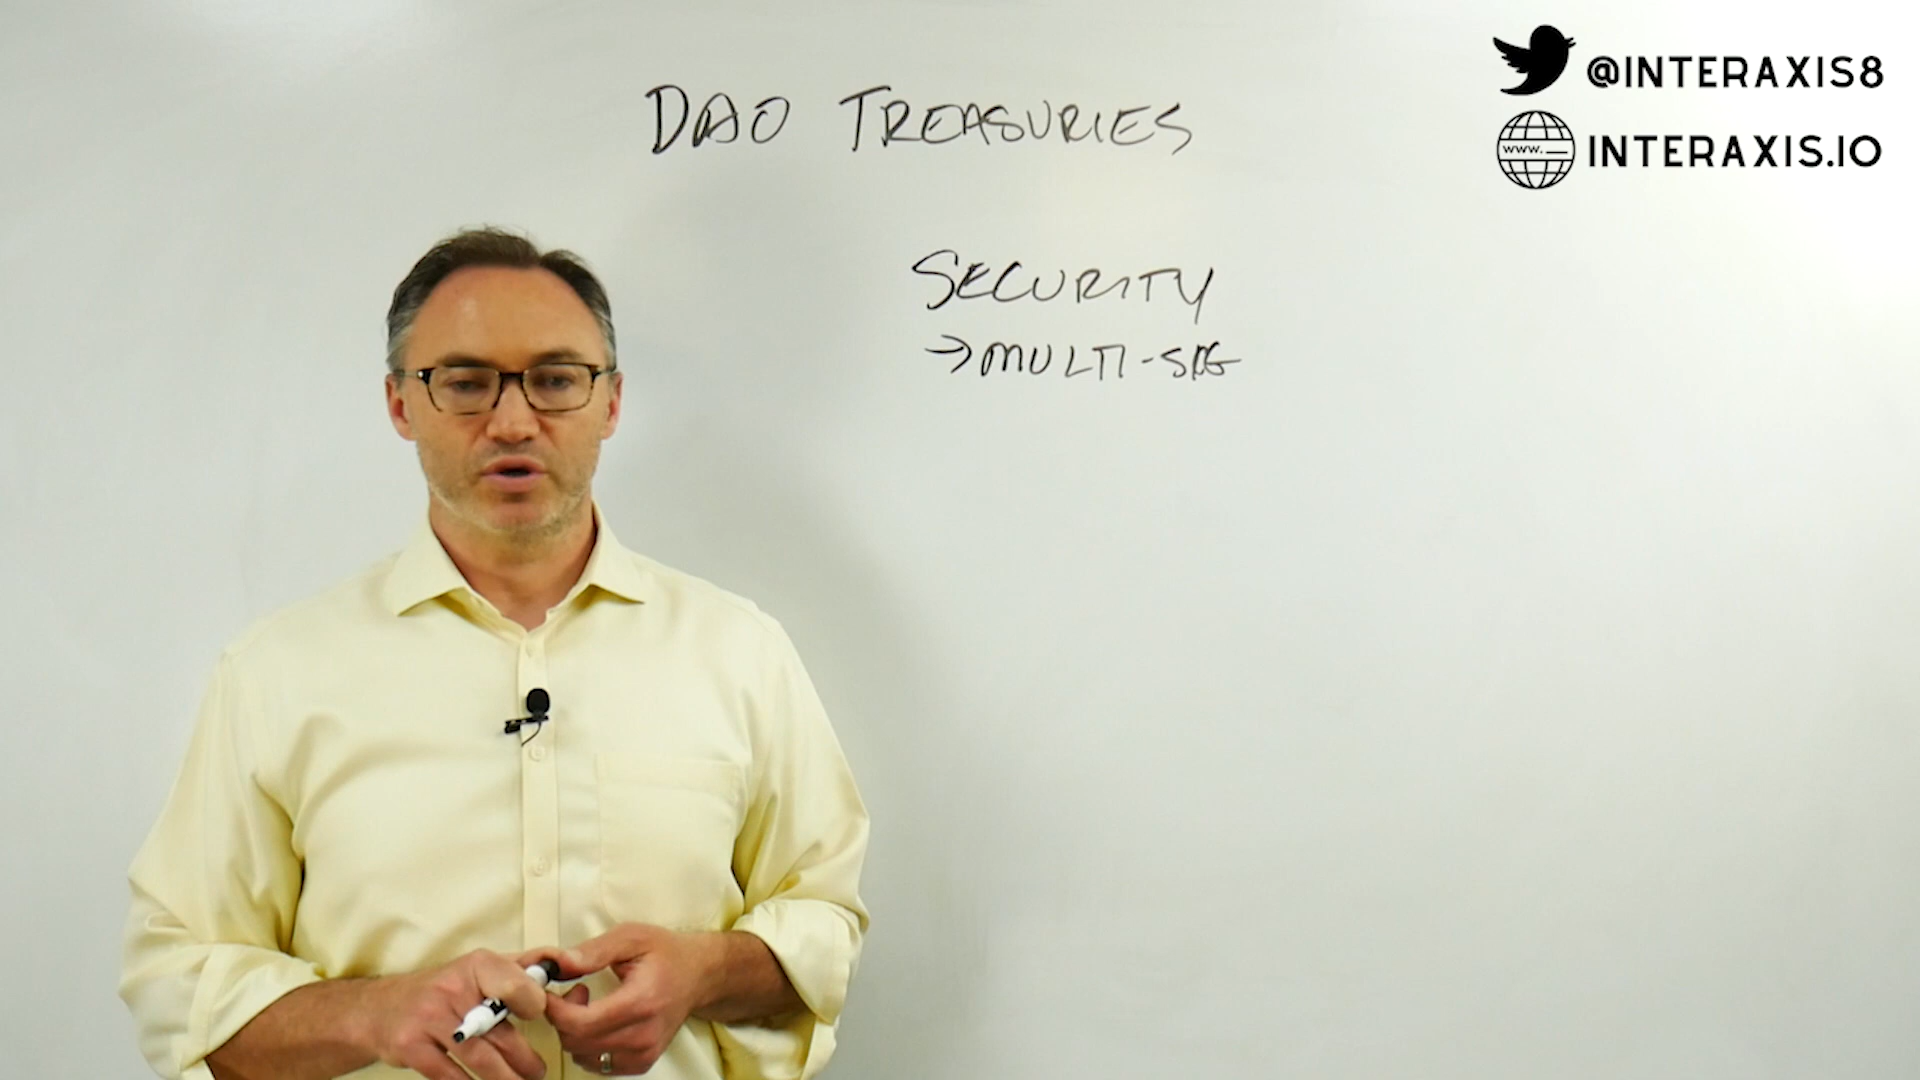 DAO TREASURIES
SECURITY
→ MULTI-SIG
@INTERAXIS8
www.
INTERAXIS.IO